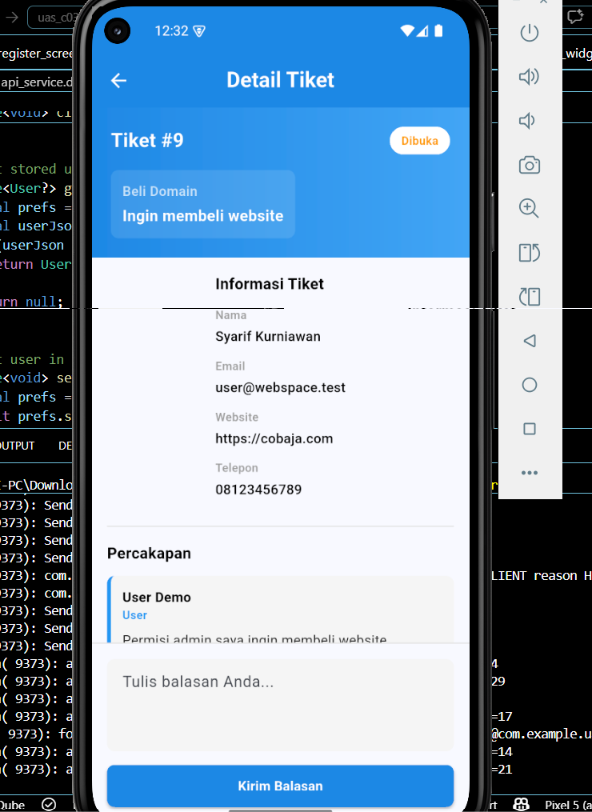 uas_c03
12:32
register_scree
_widg
api_service.d
Detail Tiket
e<void> cl
Tiket #9
Dibuka
t stored u
Beli Domain
e<User?> g
Ingin membeli website
al prefs =
al userJso
(userJson
eturn User
Informasi Tiket
urn null;
Nama
Syarif Kurniawan
t user in
Email
e<void> se
user@webspace.test
al prefs =
Website
it prefs.s
https://cobaja.com
OUTPUT
DE
Telepon
-PC\Downlo
08123456789
9373): Send
9373): Send
9373): Send
Percakapan
373): Send
9373): com.
LIENT reason H
9373): com.
User Demo
9373): Send
User
9373): Send
9373): Send
Permisi admin saya ingin membeli website
n( 9373): a
4
n( 9373): a
Tulis balasan Anda...
29
n( 9373): a
n( 9373): a
=17
( 9373): fo
@com.example.u
n( 9373): a
=14
n( 9373): a
=21
Kirim Balasan
Qube
rt
Pixel 5 (a